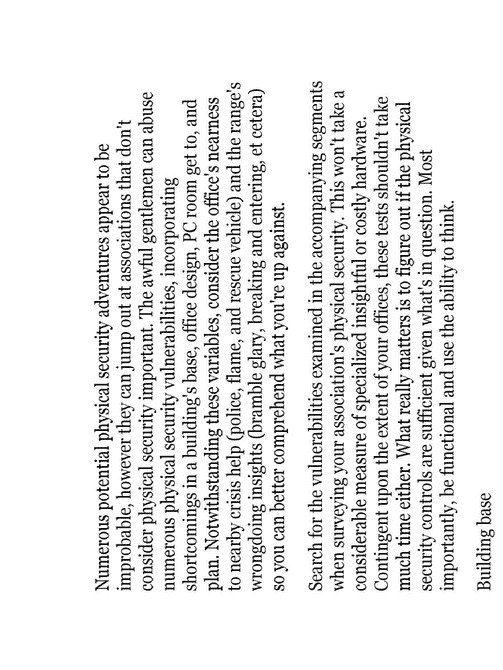 Numerous potential physical security adventures appear to be
improbable, however they can jump out at associations that don't
consider physical security important. The awful gentlemen can abuse
numerous physical security vulnerabilities, incorporating
shortcomings in a building's base, office design, PC room get to, and
plan. Notwithstanding these variables, consider the office's nearness
to nearby crisis help (police, flame, and rescue vehicle) and the range's
wrongdoing insights (bramble glary, breaking and entering, et cetera)
so you can better comprehend what you're up against.
Search for the vulnerabilities examined in the accompanying segments
when surveying your association's physical security. This won't take a
considerable measure of specialized insightful or costly hardware.
Contingent upon the extent of your offices, these tests shouldn't take
much time either. What really matters is to figure out if the physical
security controls are sufficient given what's in question. Most
importantly, be functional and use the ability to think.
Building base